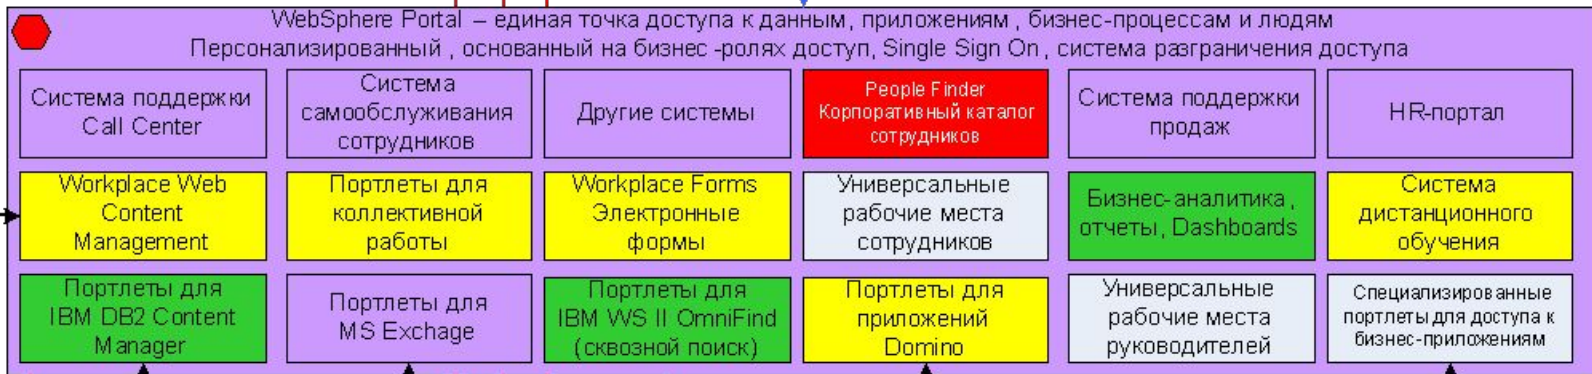 WebSphere Portal – единая точка доступа к данным, приложениям , бизнес-процессам и людям
Персонализированный , основанный на бизнес -ролях доступ, Single Sign On , система разграничения доступа
Система поддержки
Call Center
Система
самообслуживания
сотрудников
Другие системы
People Finder
Корпоративный каталог
сотрудников
Система поддержки
продаж
HR-портал
Workplace Web
Content
Management
Портлеты для
коллективной
работы
Workplace Forms
Электронные
формы
Универсальные
рабочие места
сотрудников
Бизнес-аналитика ,
отчеты, Dashboards
Система
дистанционного
обучения
Портлеты для
IBM DB2 Content
Manager
Портлеты для
MS Exchage
Портлеты для
IBM WS II OmniFind
(сквозной поиск)
Портлеты для
приложений
Domino
Универсальные
рабочие места
руководителей
Специализированные
портлеты для доступа к
бизнес-приложениям